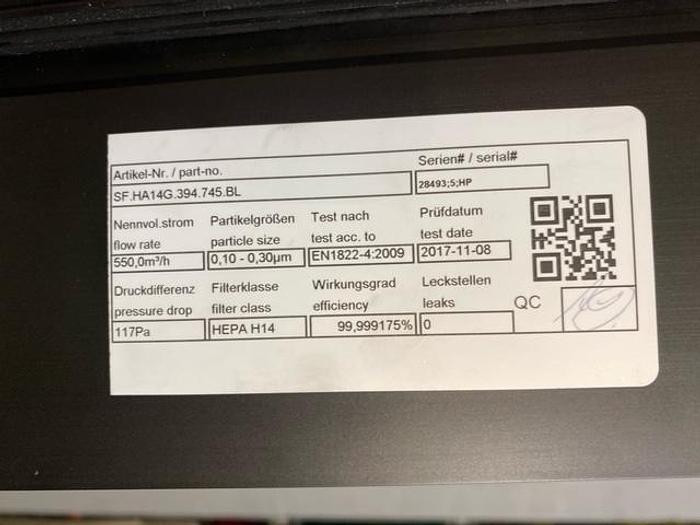 Artikel-Nr. / part-no. Serien# / serial#
SF.HA14G.394.745.BL 28493;5;HP
Nennvol.strom Partikelgrößen Test nach Prüfdatum
flow rate particle size test acc. to test date
550,0m³/h 0,10 - 0,30µm EN1822-4:2009 2017-11-08
Druckdifferenz Filterklasse Wirkungsgrad Leckstellen
pressure drop filter class efficiency leaks QC
117Pa HEPA H14 99,999175% 0